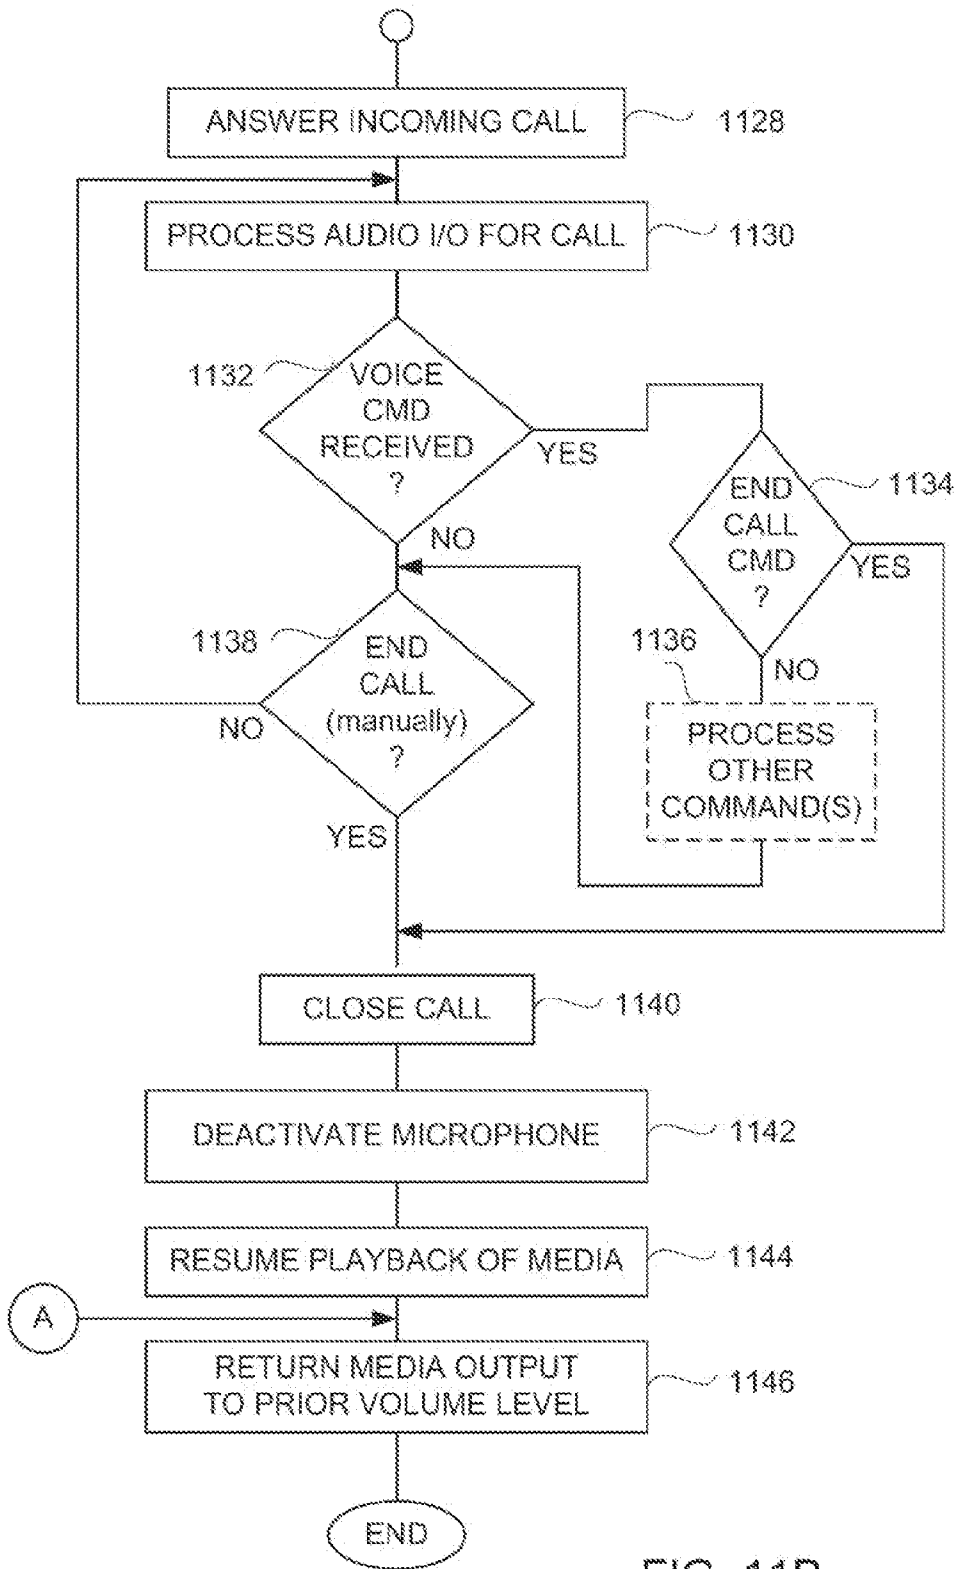 ANSWER INCOMING CALL
1128
PROCESS AUDIO I/O FOR CALL
1130
1132
VOICE
CMD
RECEIVED
?
YES
NO
END
CALL
CMD
?
1134
YES
NO
1136
PROCESS
OTHER
COMMAND(S)
1138
END
CALL
(manually)
?
NO
YES
CLOSE CALL
1140
DEACTIVATE MICROPHONE
1142
RESUME PLAYBACK OF MEDIA
1144
A
RETURN MEDIA OUTPUT
TO PRIOR VOLUME LEVEL
1146
END